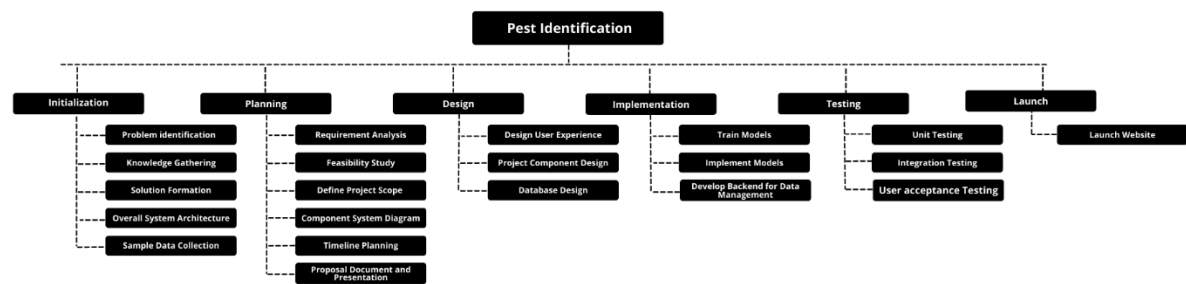 Pest Identification
Initialization
Planning
Design
Implementation
Testing
Launch
Problem identification
Knowledge Gathering
Solution Formation
Overall System Architecture
Sample Data Collection
Requirement Analysis
Feasibility Study
Define Project Scope
Component System Diagram
Timeline Planning
Proposal Document and
Presentation
Design User Experience
Project Component Design
Database Design
Train Models
Implement Models
Develop Backend for Data
Management
Unit Testing
Integration Testing
User acceptance Testing
Launch Website